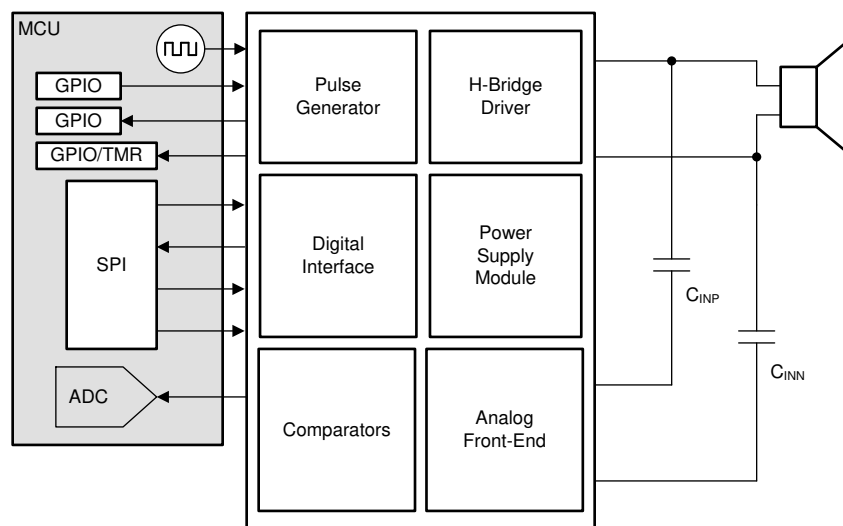 MCU
GPIO
GPIO
GPIO/TMR
SPI
ADC
Pulse
Generator
H-Bridge
Driver
Digital
Interface
Power
Supply
Module
Comparators
Analog
Front-End
CINP
CINN